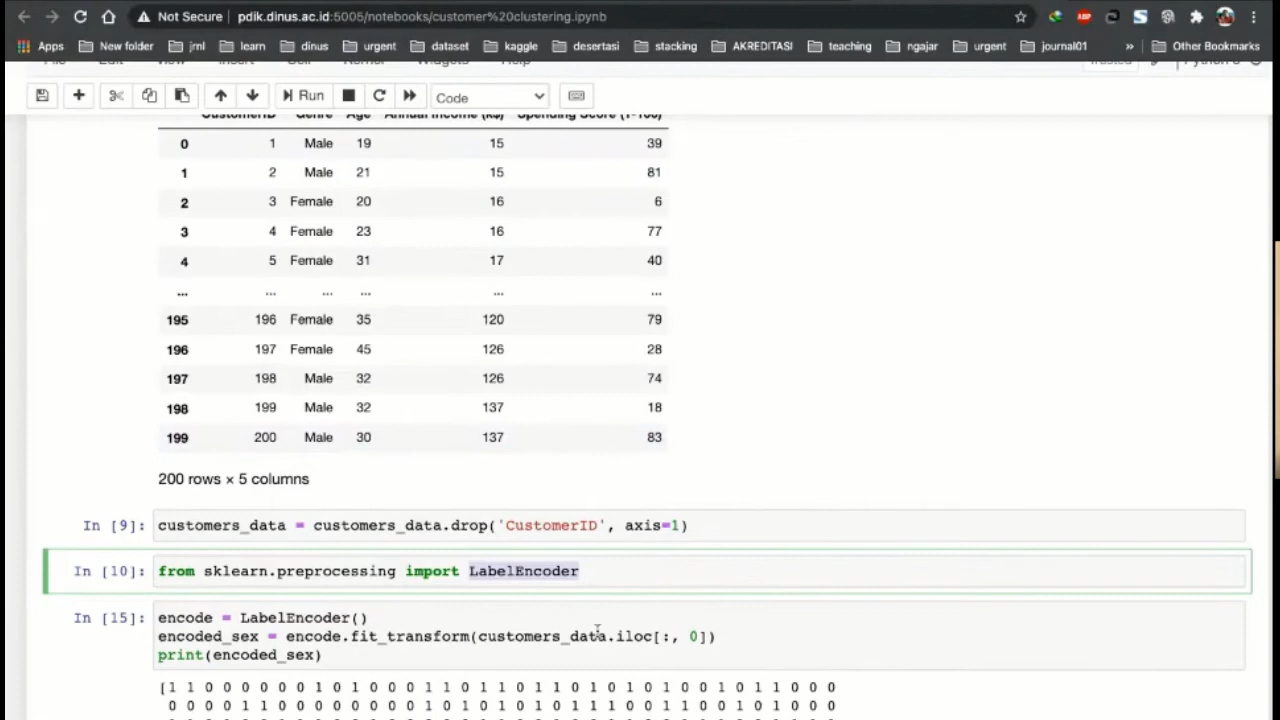 Not Secure pdik.dinus.ac.id:5005/notebooks/customer%20clustering.ipynb
Apps New folder jrnl learn dinus urgent dataset kaggle desertasi stacking AKREDITASI teaching ngajar urgent journal01 » Other Bookmarks
Run Code
CustomerID Genre Age Annual Income (k$) Spending Score (1-100)
0 1 Male 19 15 39
1 2 Male 21 15 81
2 3 Female 20 16 6
3 4 Female 23 16 77
4 5 Female 31 17 40
... ... ... ... ... ...
195 196 Female 35 120 79
196 197 Female 45 126 28
197 198 Male 32 126 74
198 199 Male 32 137 18
199 200 Male 30 137 83
200 rows × 5 columns
In [9]: customers_data = customers_data.drop('CustomerID', axis=1)
In [10]: from sklearn.preprocessing import LabelEncoder
In [15]: encode = LabelEncoder()
encoded_sex = encode.fit_transform(customers_data.iloc[:, 0])
print(encoded_sex)
[1 1 0 0 0 0 0 0 1 0 1 0 0 0 1 1 0 1 1 0 1 1 0 1 0 1 0 1 0 0 1 0 1 1 0 0 0
0 0 0 0 1 1 0 0 0 0 0 0 0 0 1 0 1 0 1 0 1 0 1 1 1 0 0 1 1 0 0 1 0 1 0 0 0